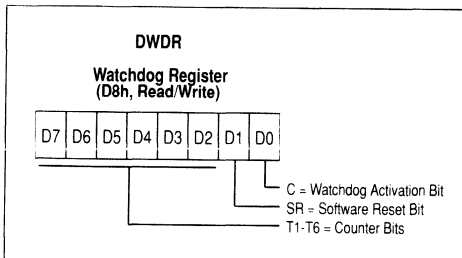 DWDR
Watchdog Register
(D8h, Read/Write)
D7 D6 D5 D4 D3 D2 D1 D0
C = Watchdog Activation Bit
SR = Software Reset Bit
T1-T6 = Counter Bits